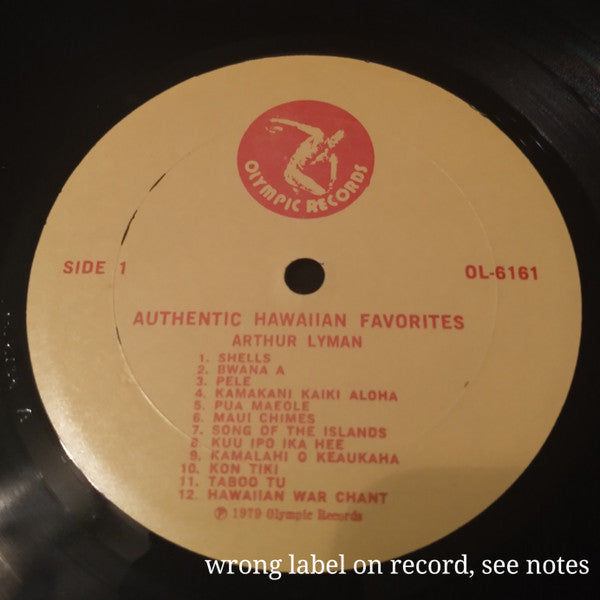 OLYMPIC RECORDS
SIDE 1
OL-6161
AUTHENTIC HAWAIIAN FAVORITES
ARTHUR LYMAN
1. SHELLS
2. BWANA A
3. PELE
4. KAMAKANI KAIKI ALOHA
5. PUA MAEOLE
6. MAUI CHIMES
7. SONG OF THE ISLANDS
8. KUU IPO IKA HEE
9. KAMALAHI O KEAUKAHA
10. KON TIKI
11. TABOO TU
12. HAWAIIAN WAR CHANT
℗ 1979 Olympic Records
wrong label on record, see notes